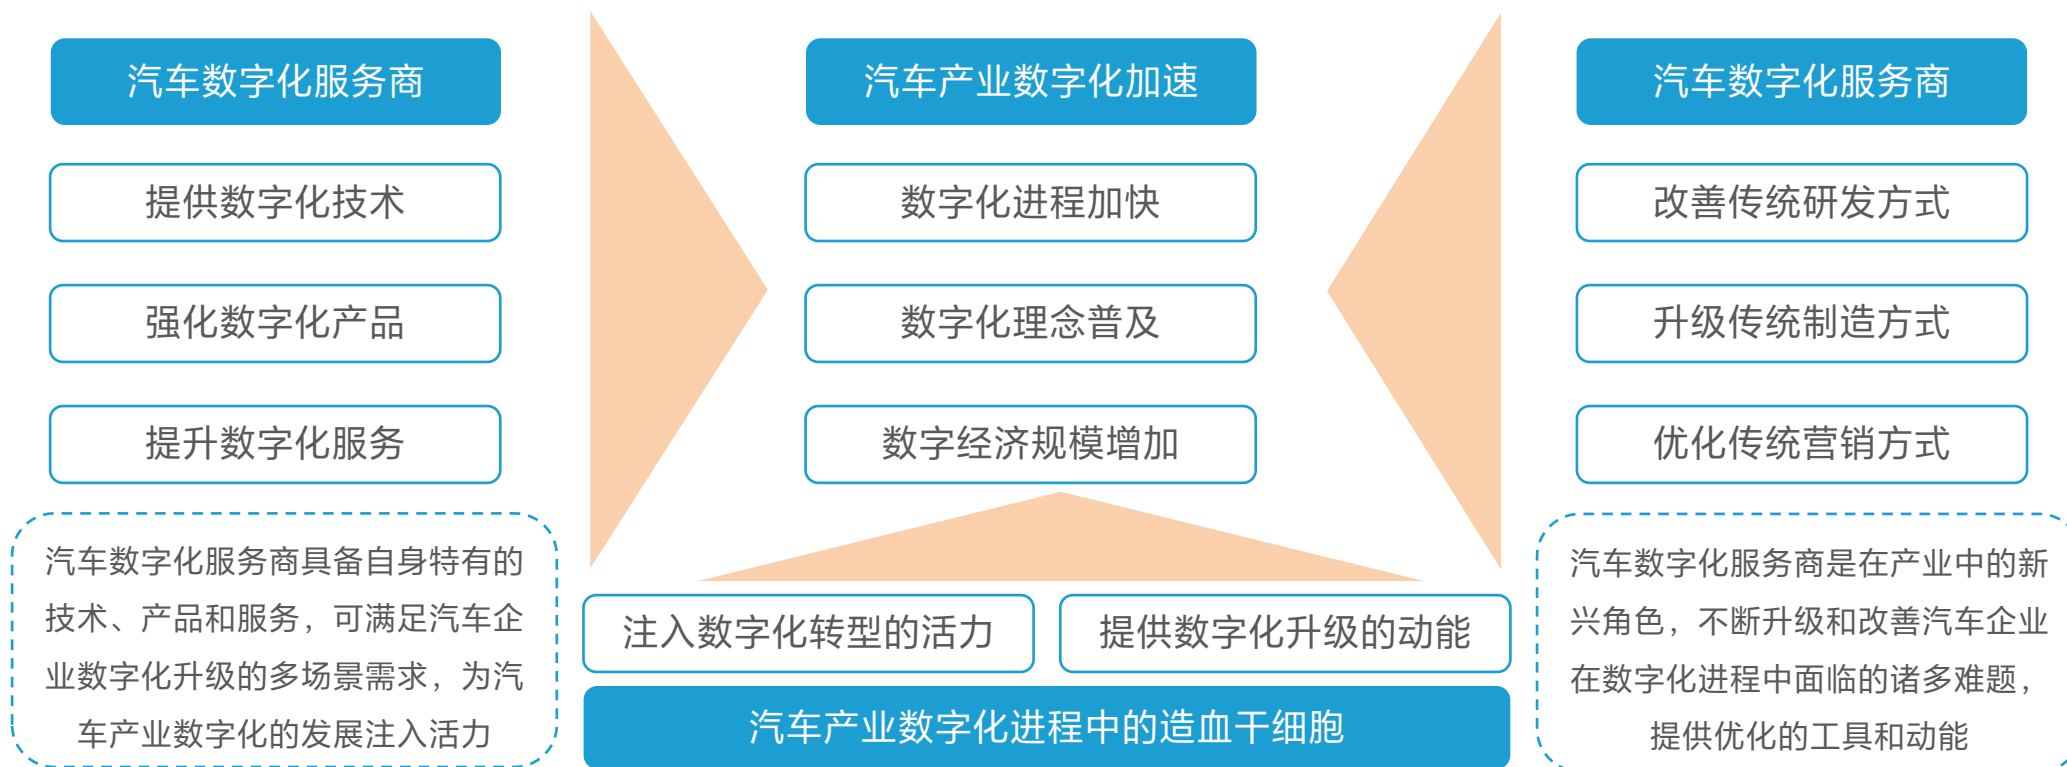 汽车数字化服务商
提供数字化技术
强化数字化产品
提升数字化服务
汽车数字化服务商具备自身特有的
技术、产品和服务，可满足汽车企
业数字化升级的多场景需求，为汽
车产业数字化的发展注入活力
汽车产业数字化加速
数字化进程加快
数字化理念普及
数字经济规模增加
注入数字化转型的活力
提供数字化升级的动能
汽车产业数字化进程中的造血干细胞
汽车数字化服务商
改善传统研发方式
升级传统制造方式
优化传统营销方式
汽车数字化服务商是在产业中的新
兴角色，不断升级和改善汽车企业
在数字化进程中面临的诸多难题，
提供优化的工具和动能